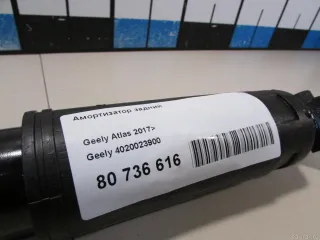 Амортизатор задний
Geely Atlas 2017>
Geely 4020023900
80 736 616